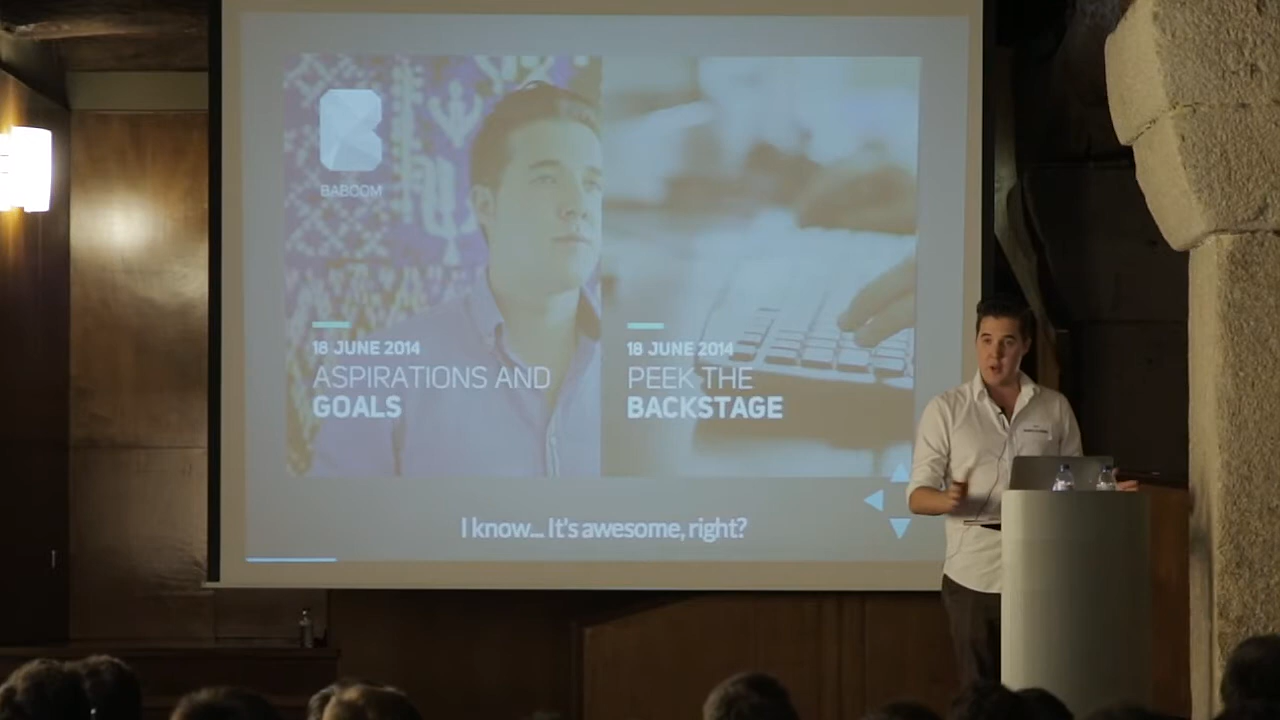 BABOOM
18 JUNE 2014
ASPIRATIONS AND
GOALS
18 JUNE 2014
PEEK THE
BACKSTAGE
I know... It's awesome, right?